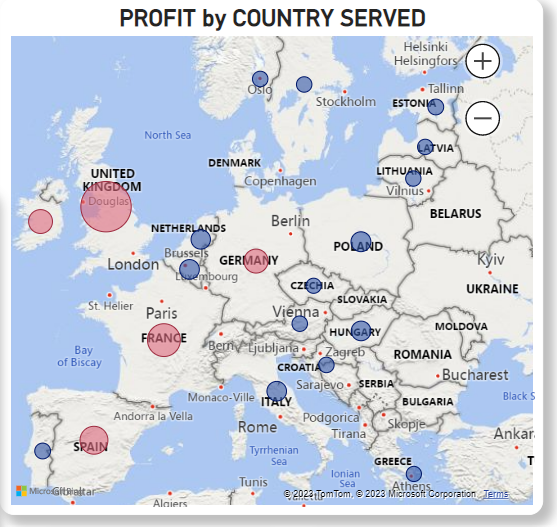 PROFIT by COUNTRY SERVED
Helsinki
Helsingfors
Oslo
Tallinn
Stockholm
ESTONIA
North Sea
LATVIA
DENMARK
LITHUANIA
UNITED
KINGDOM
Copenhagen
Vilnius
Douglas
BELARUS
Berlin
NETHERLANDS
POLAND
Brussels
London
GERMANY
Kyiv
Luxembourg
CZECHIA
UKRAINE
St. Helier
SLOVAKIA
Paris
Vienna
MOLDOVA
FRANCE
HUNGARY
Bern
Ljubljana
Zagreb
Bay
of Biscay
ROMANIA
CROATIA
Bucharest
Monaco-Ville
Sarajevo
SERBIA
ITALY
BULGARIA
Black S
Andorra la Vella
Podgorica
Rome
Skopje
Tirana
Ankar
SPAIN
Tyrrhenian
Sea
GREECE
T
Ionian
Sea
Athens
Tunis
Microsoft
Gibraltar
Algiers
Valletta
© 2023 TomTom, © 2023 Microsoft Corporation Terms